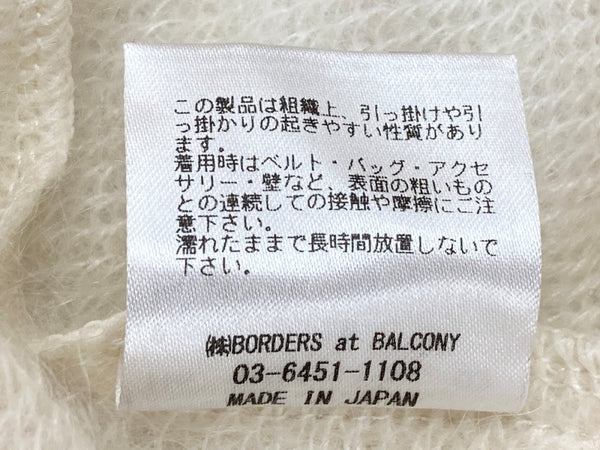 この製品は組織上、引っ掛けや引
っ掛かりの起きやすい性質があり
ます。
着用時はベルト・バッグ・アクセ
サリー・壁など、表面の粗いもの
との連続しての接触や摩擦にご注
意下さい。
濡れたままで長時間放置しないで
下さい。
㈱BORDERS at BALCONY
03-6451-1108
MADE IN JAPAN